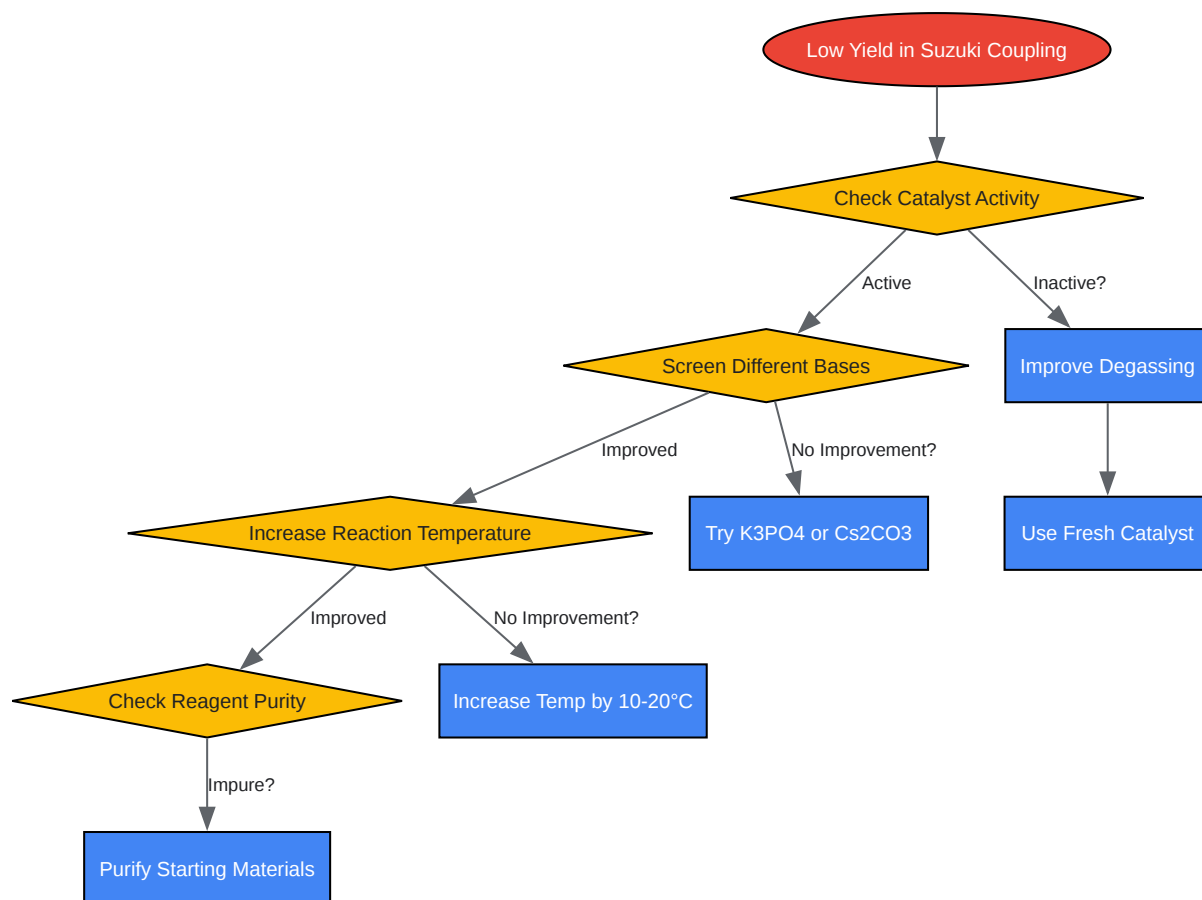 Low Yield in Suzuki Coupling
Check Catalyst Activity
Active
Inactive?
Screen Different Bases
Improve Degassing
Improved
No Improvement?
Increase Reaction Temperature
Try K3PO4 or Cs2CO3
Use Fresh Catalyst
Improved
No Improvement?
Check Reagent Purity
Increase Temp by 10-20°C
Impure?
Purify Starting Materials